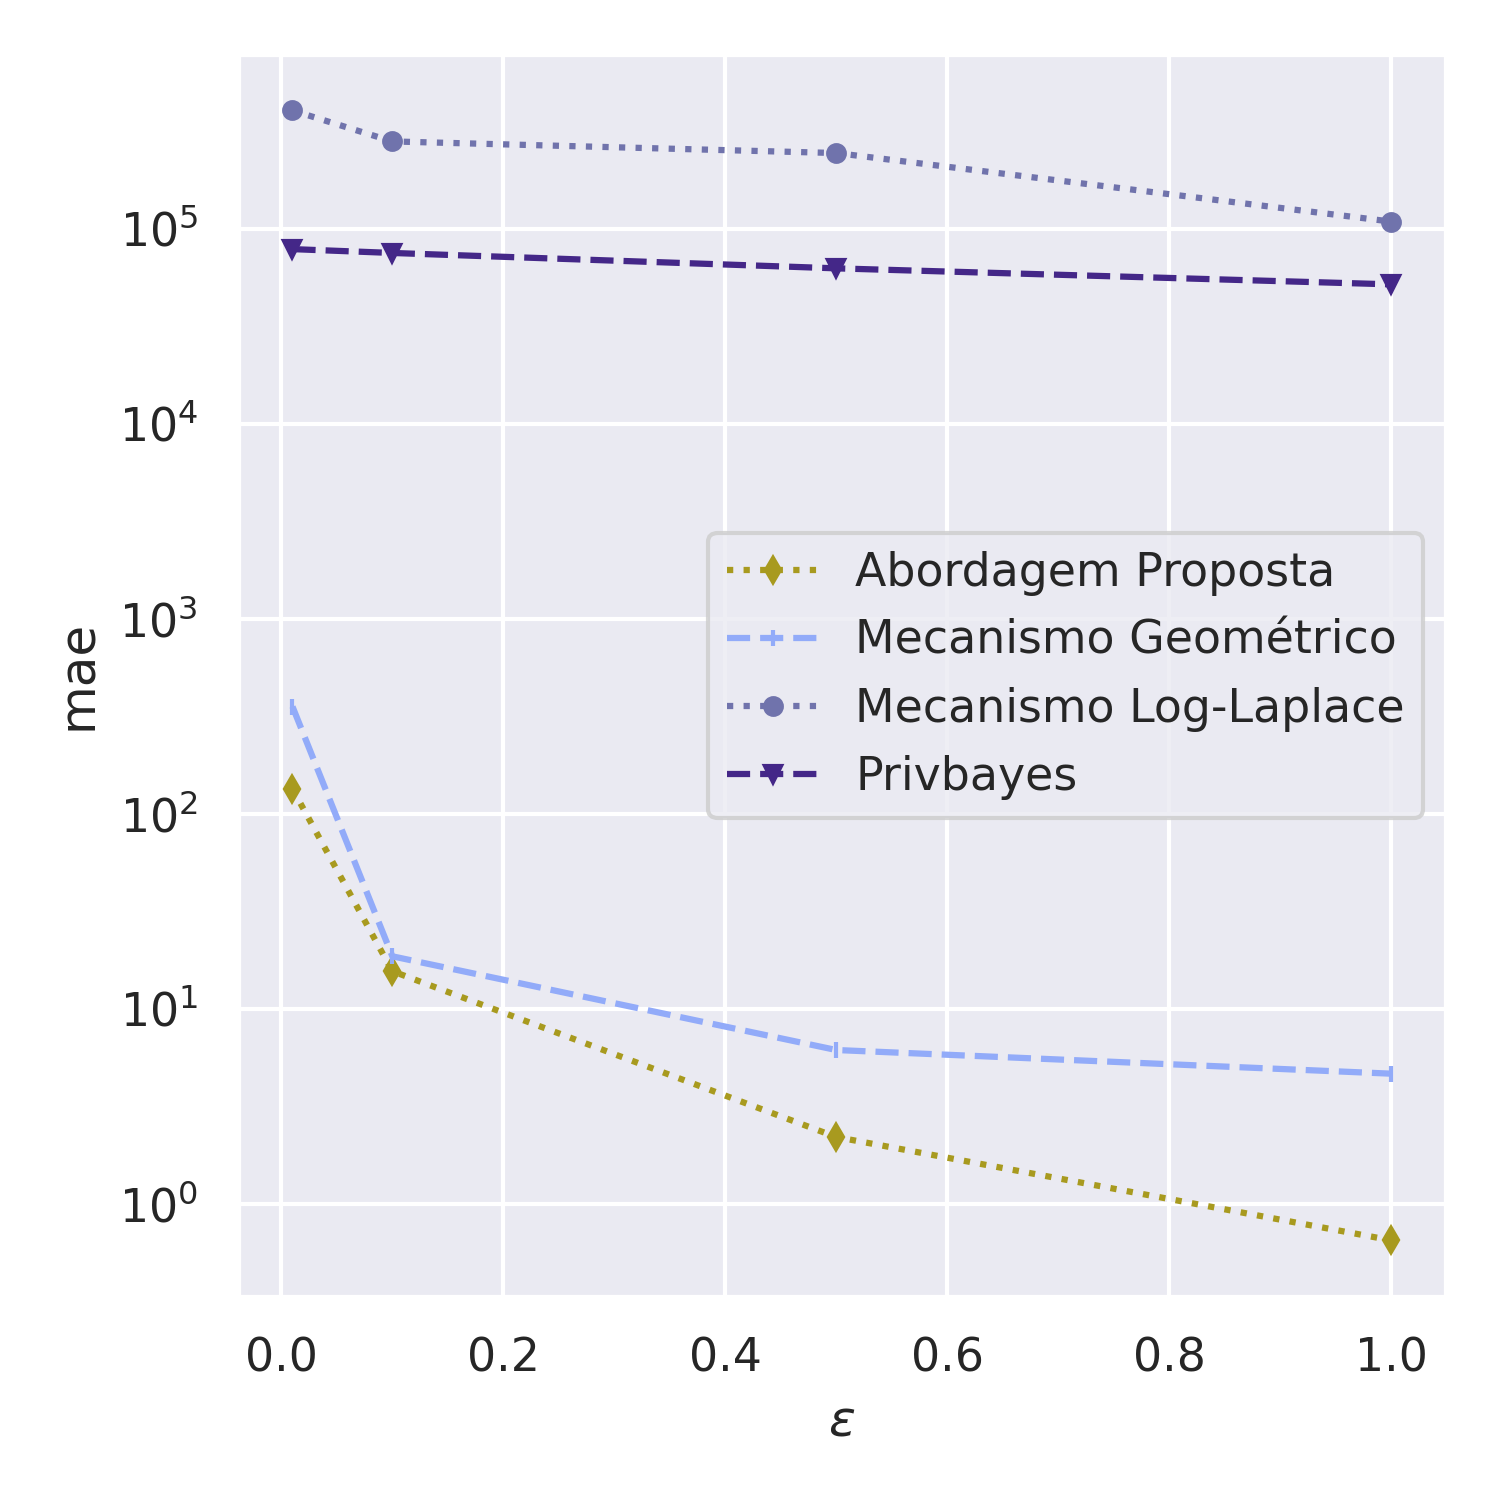 10⁵
10⁴
10³
10²
10¹
10⁰
mae
Abordagem Proposta
Mecanismo Geométrico
Mecanismo Log-Laplace
Privbayes
0.0 0.2 0.4 0.6 0.8 1.0
ε